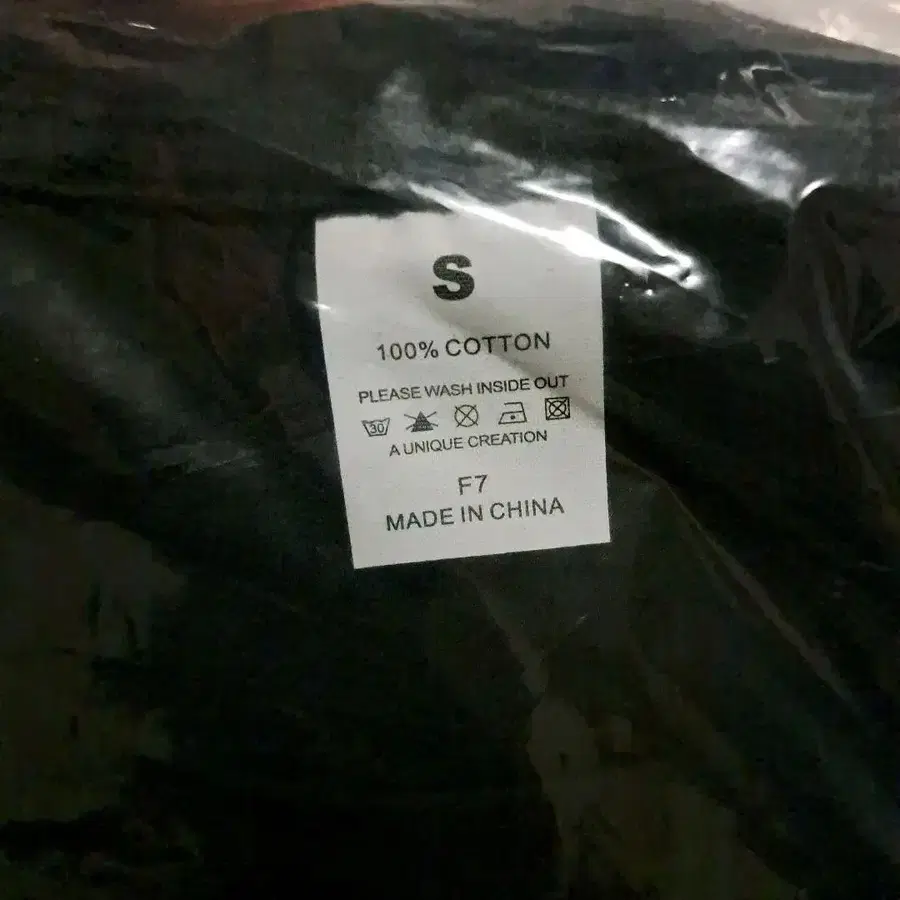 S
100% COTTON
PLEASE WASH INSIDE OUT
30
A UNIQUE CREATION
F7
MADE IN CHINA